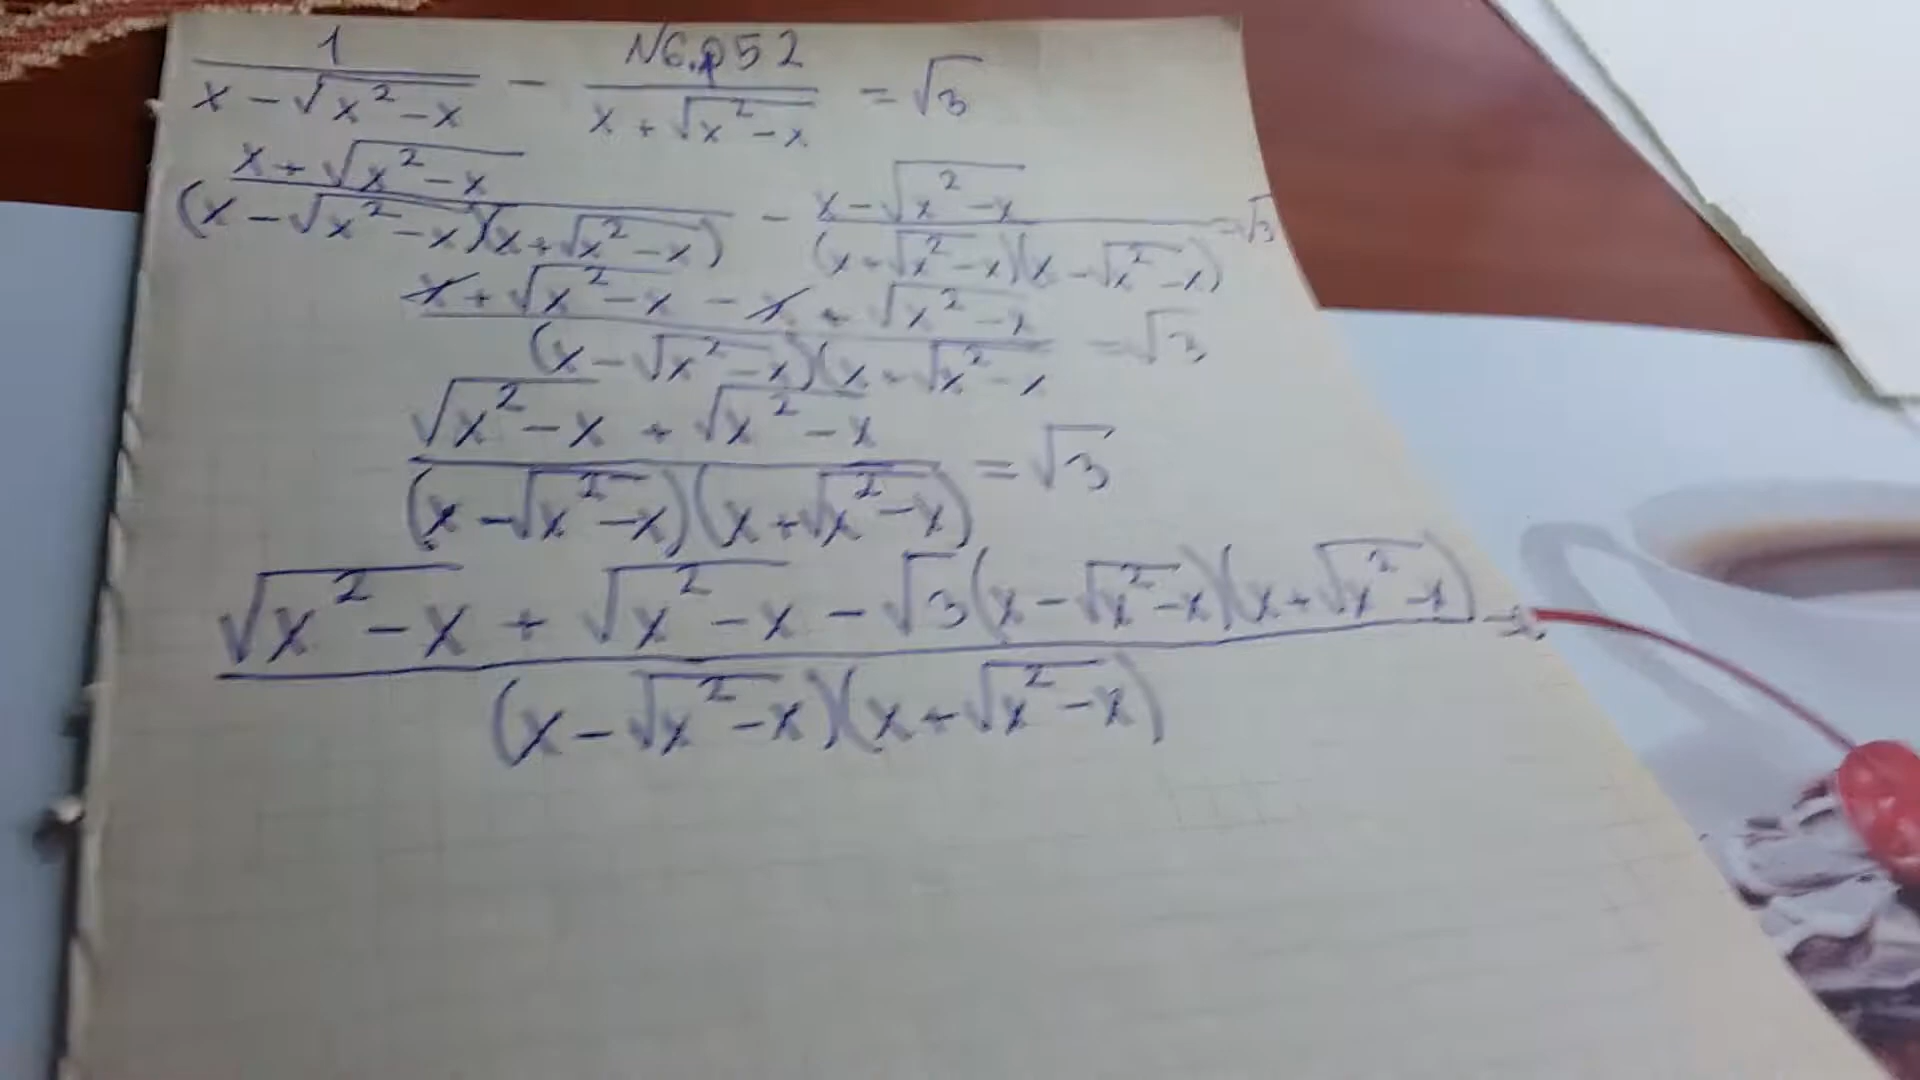 N6.052
1/(x-√(x²-x)) - 1/(x+√(x²-x)) = √3
(x+√(x²-x))/((x-√(x²-x))(x+√(x²-x))) - (x-√(x²-x))/((x+√(x²-x))(x-√(x²-x))) = √3
(x+√(x²-x) - x + √(x²-x))/((x-√(x²-x))(x+√(x²-x) = √3
(√(x²-x) + √(x²-x))/((x-√(x²-x))(x+√(x²-x))) = √3
(√(x²-x) + √(x²-x) - √3(x-√(x²-x))(x+√(x²-x)))/((x-√(x²-x))(x+√(x²-x))) =